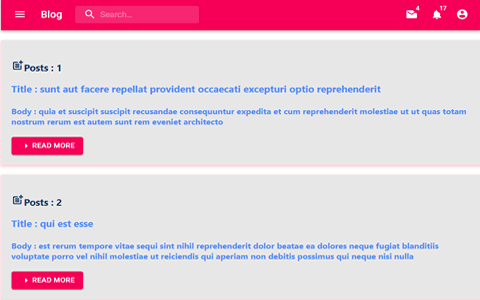 Blog
Search...
4
17
Posts : 1
Title : sunt aut facere repellat provident occaecati excepturi optio reprehenderit
Body : quia et suscipit suscipit recusandae consequuntur expedita et cum reprehenderit molestiae ut ut quas totam
nostrum rerum est autem sunt rem eveniet architecto
READ MORE
Posts : 2
Title : qui est esse
Body : est rerum tempore vitae sequi sint nihil reprehenderit dolor beatae ea dolores neque fugiat blanditiis
voluptate porro vel nihil molestiae ut reiciendis qui aperiam non debitis possimus qui neque nisi nulla
READ MORE